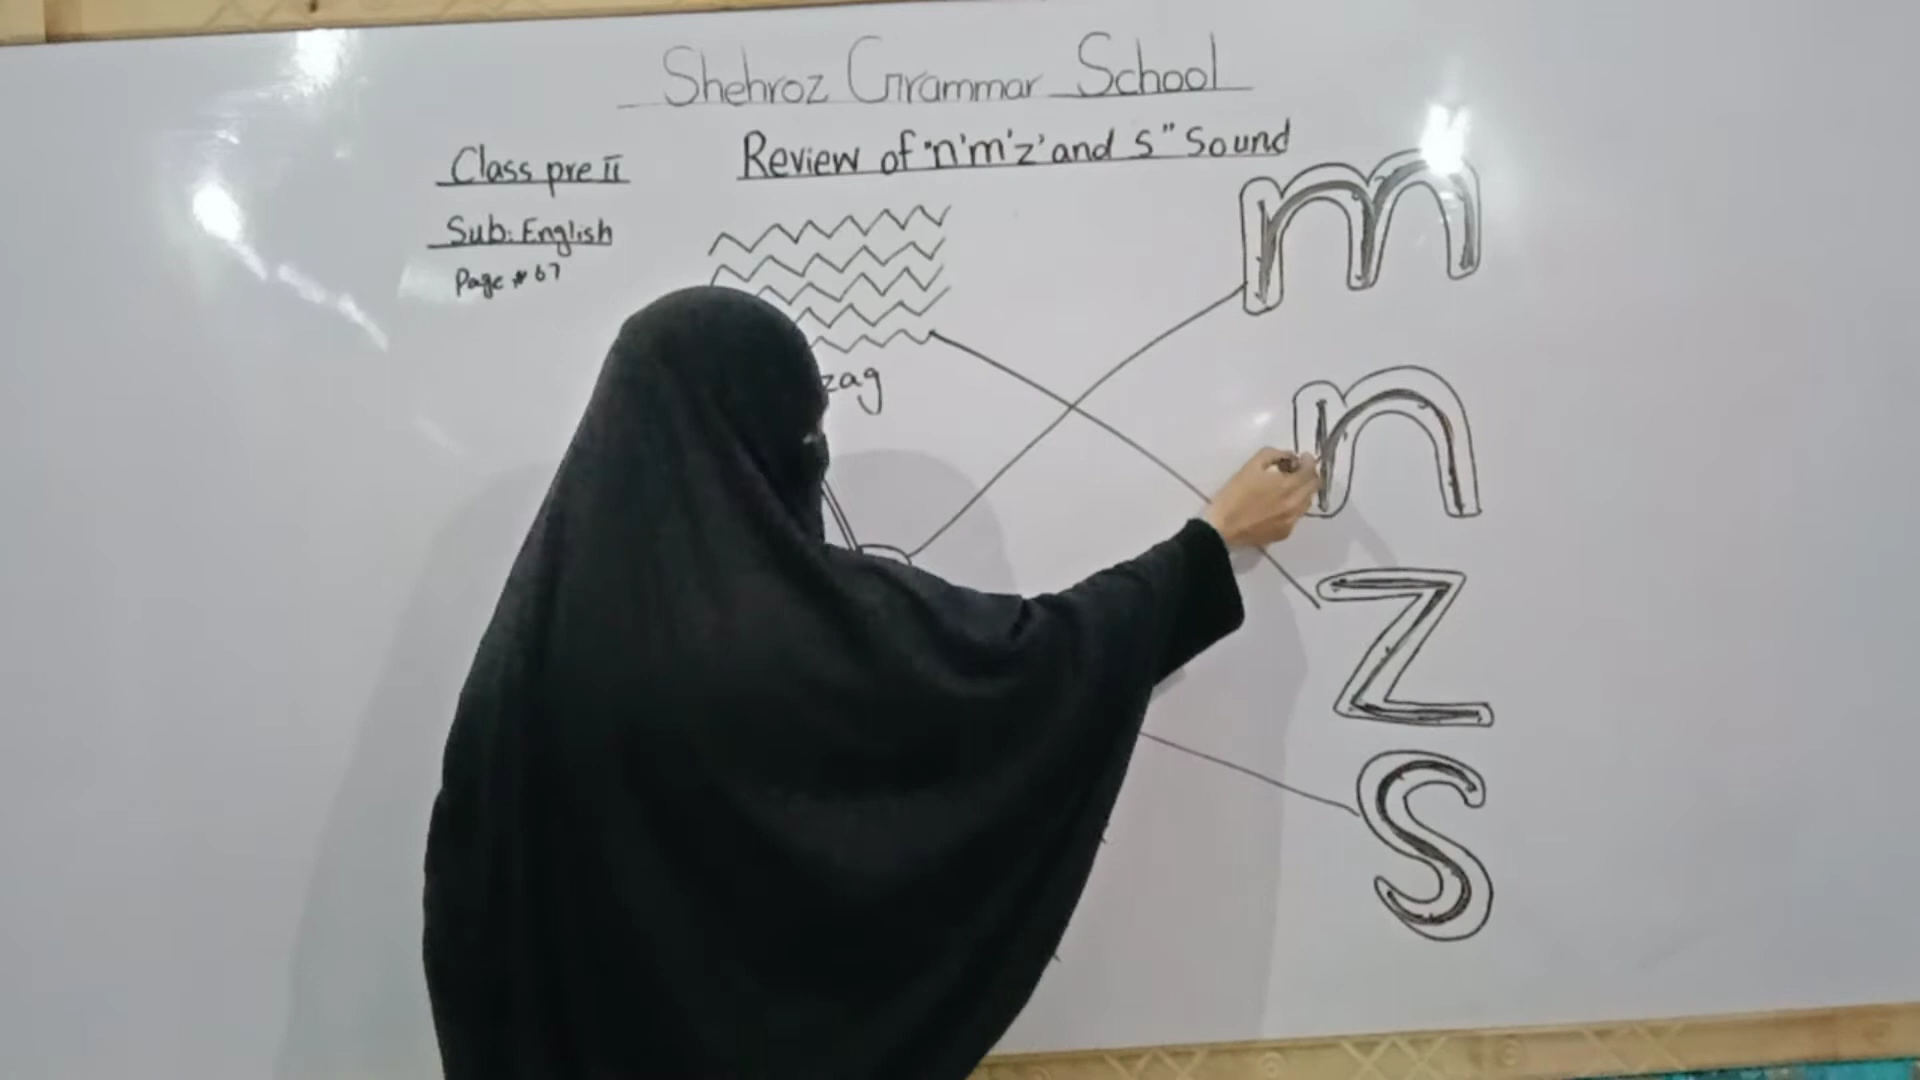 Shehroz Grammar School
Class pre II
Review of "n'm'z' and s" Sound
Sub: English
Page # 67
zag
m
n
z
s